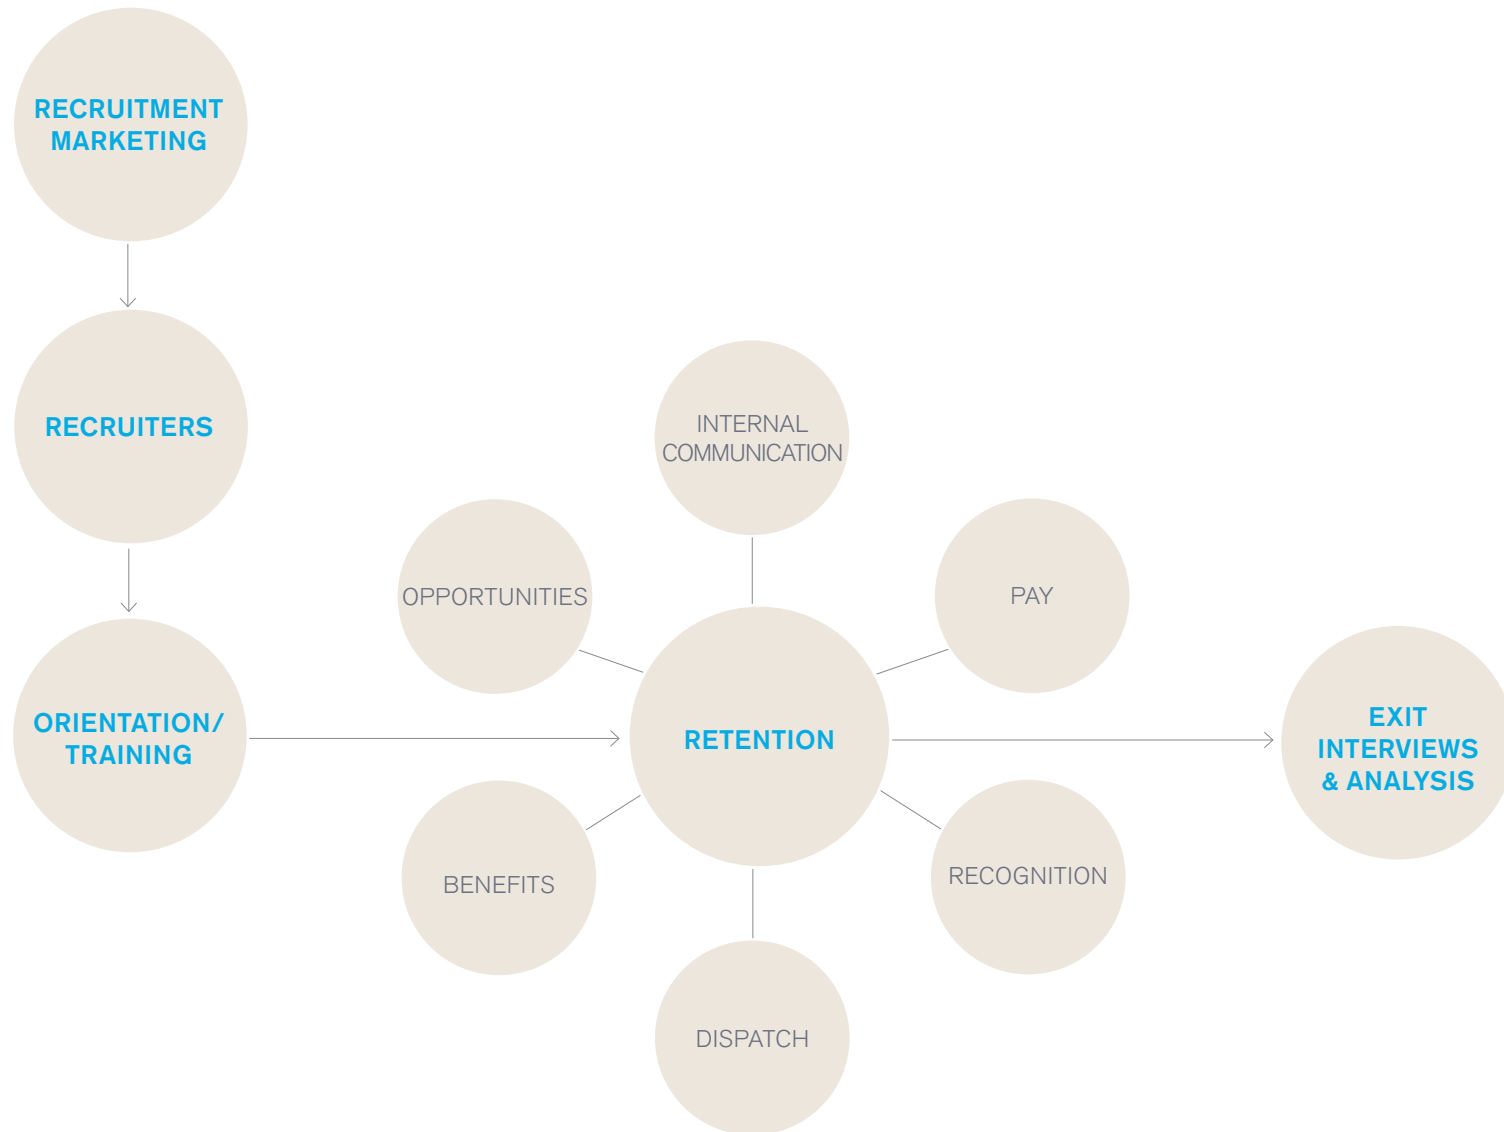 RECRUITMENT
MARKETING
RECRUITERS
ORIENTATION/
TRAINING
INTERNAL
COMMUNICATION
OPPORTUNITIES
PAY
RETENTION
BENEFITS
RECOGNITION
DISPATCH
EXIT
INTERVIEWS
& ANALYSIS